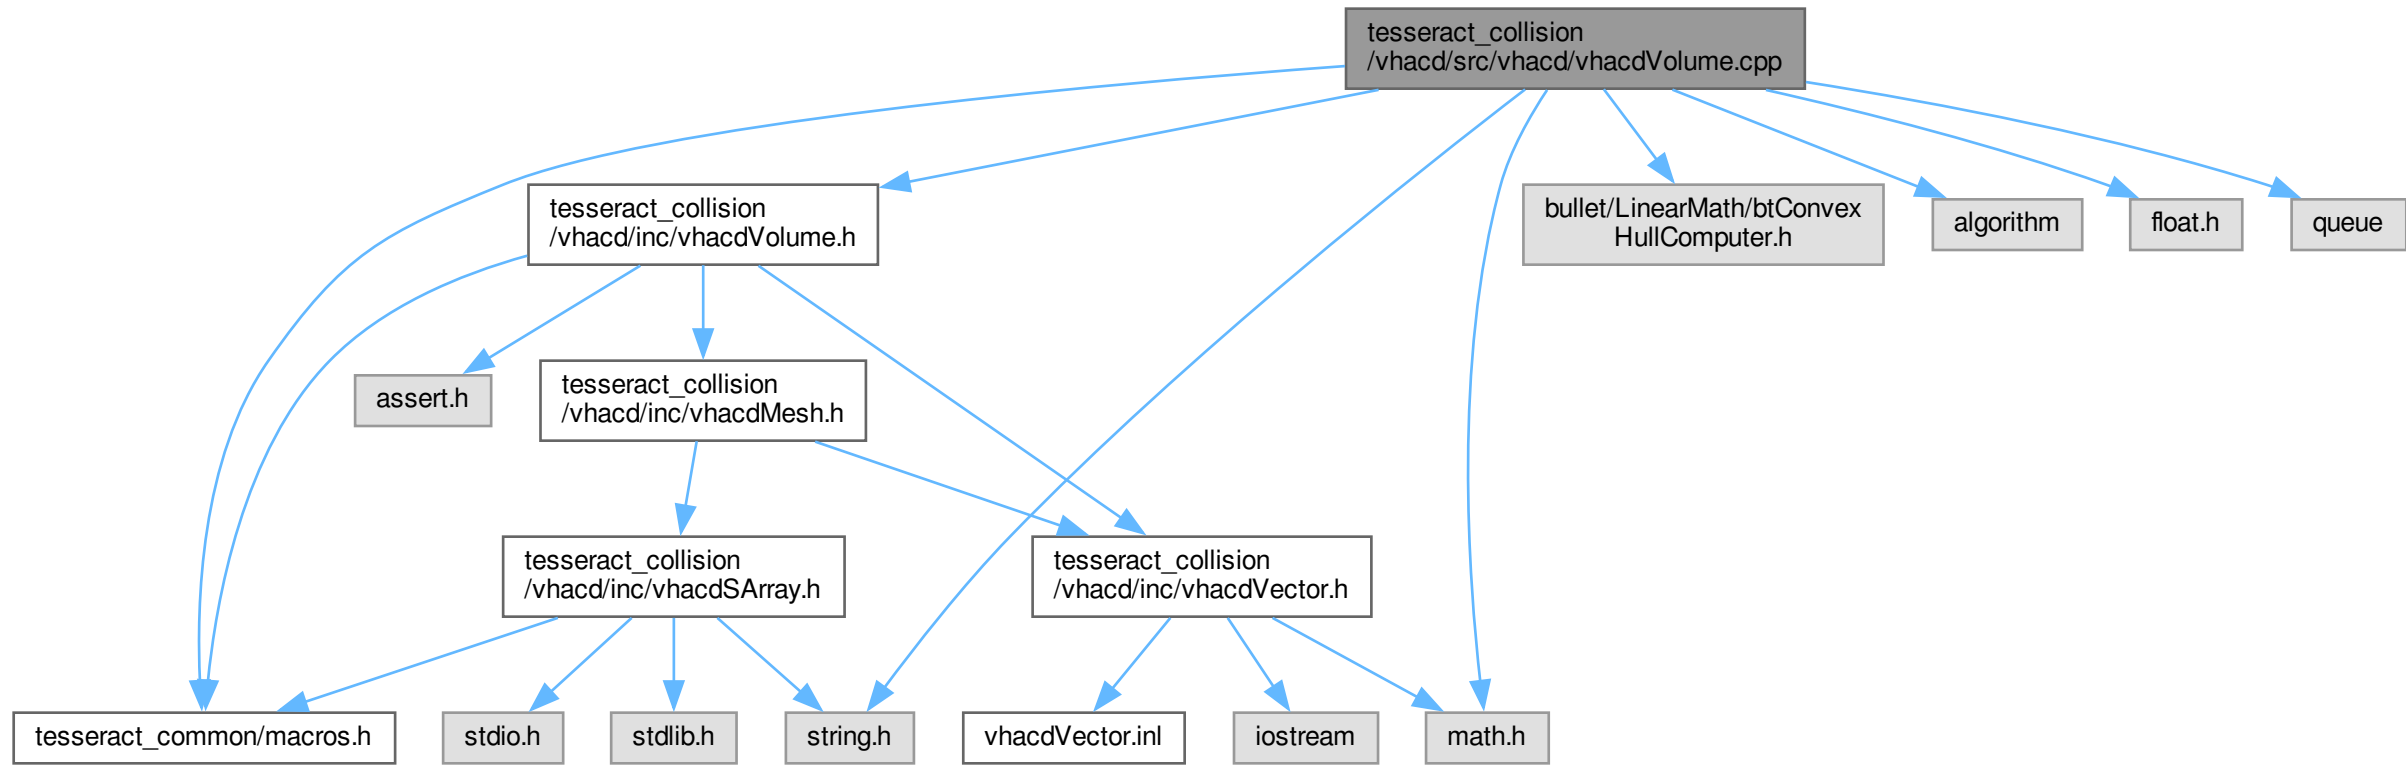 tesseract_collision
/vhacd/src/vhacd/vhacdVolume.cpp
tesseract_collision
/vhacd/inc/vhacdVolume.h
bullet/LinearMath/btConvex
HullComputer.h
algorithm
float.h
queue
assert.h
tesseract_collision
/vhacd/inc/vhacdMesh.h
tesseract_collision
/vhacd/inc/vhacdSArray.h
tesseract_collision
/vhacd/inc/vhacdVector.h
tesseract_common/macros.h
stdio.h
stdlib.h
string.h
vhacdVector.inl
iostream
math.h